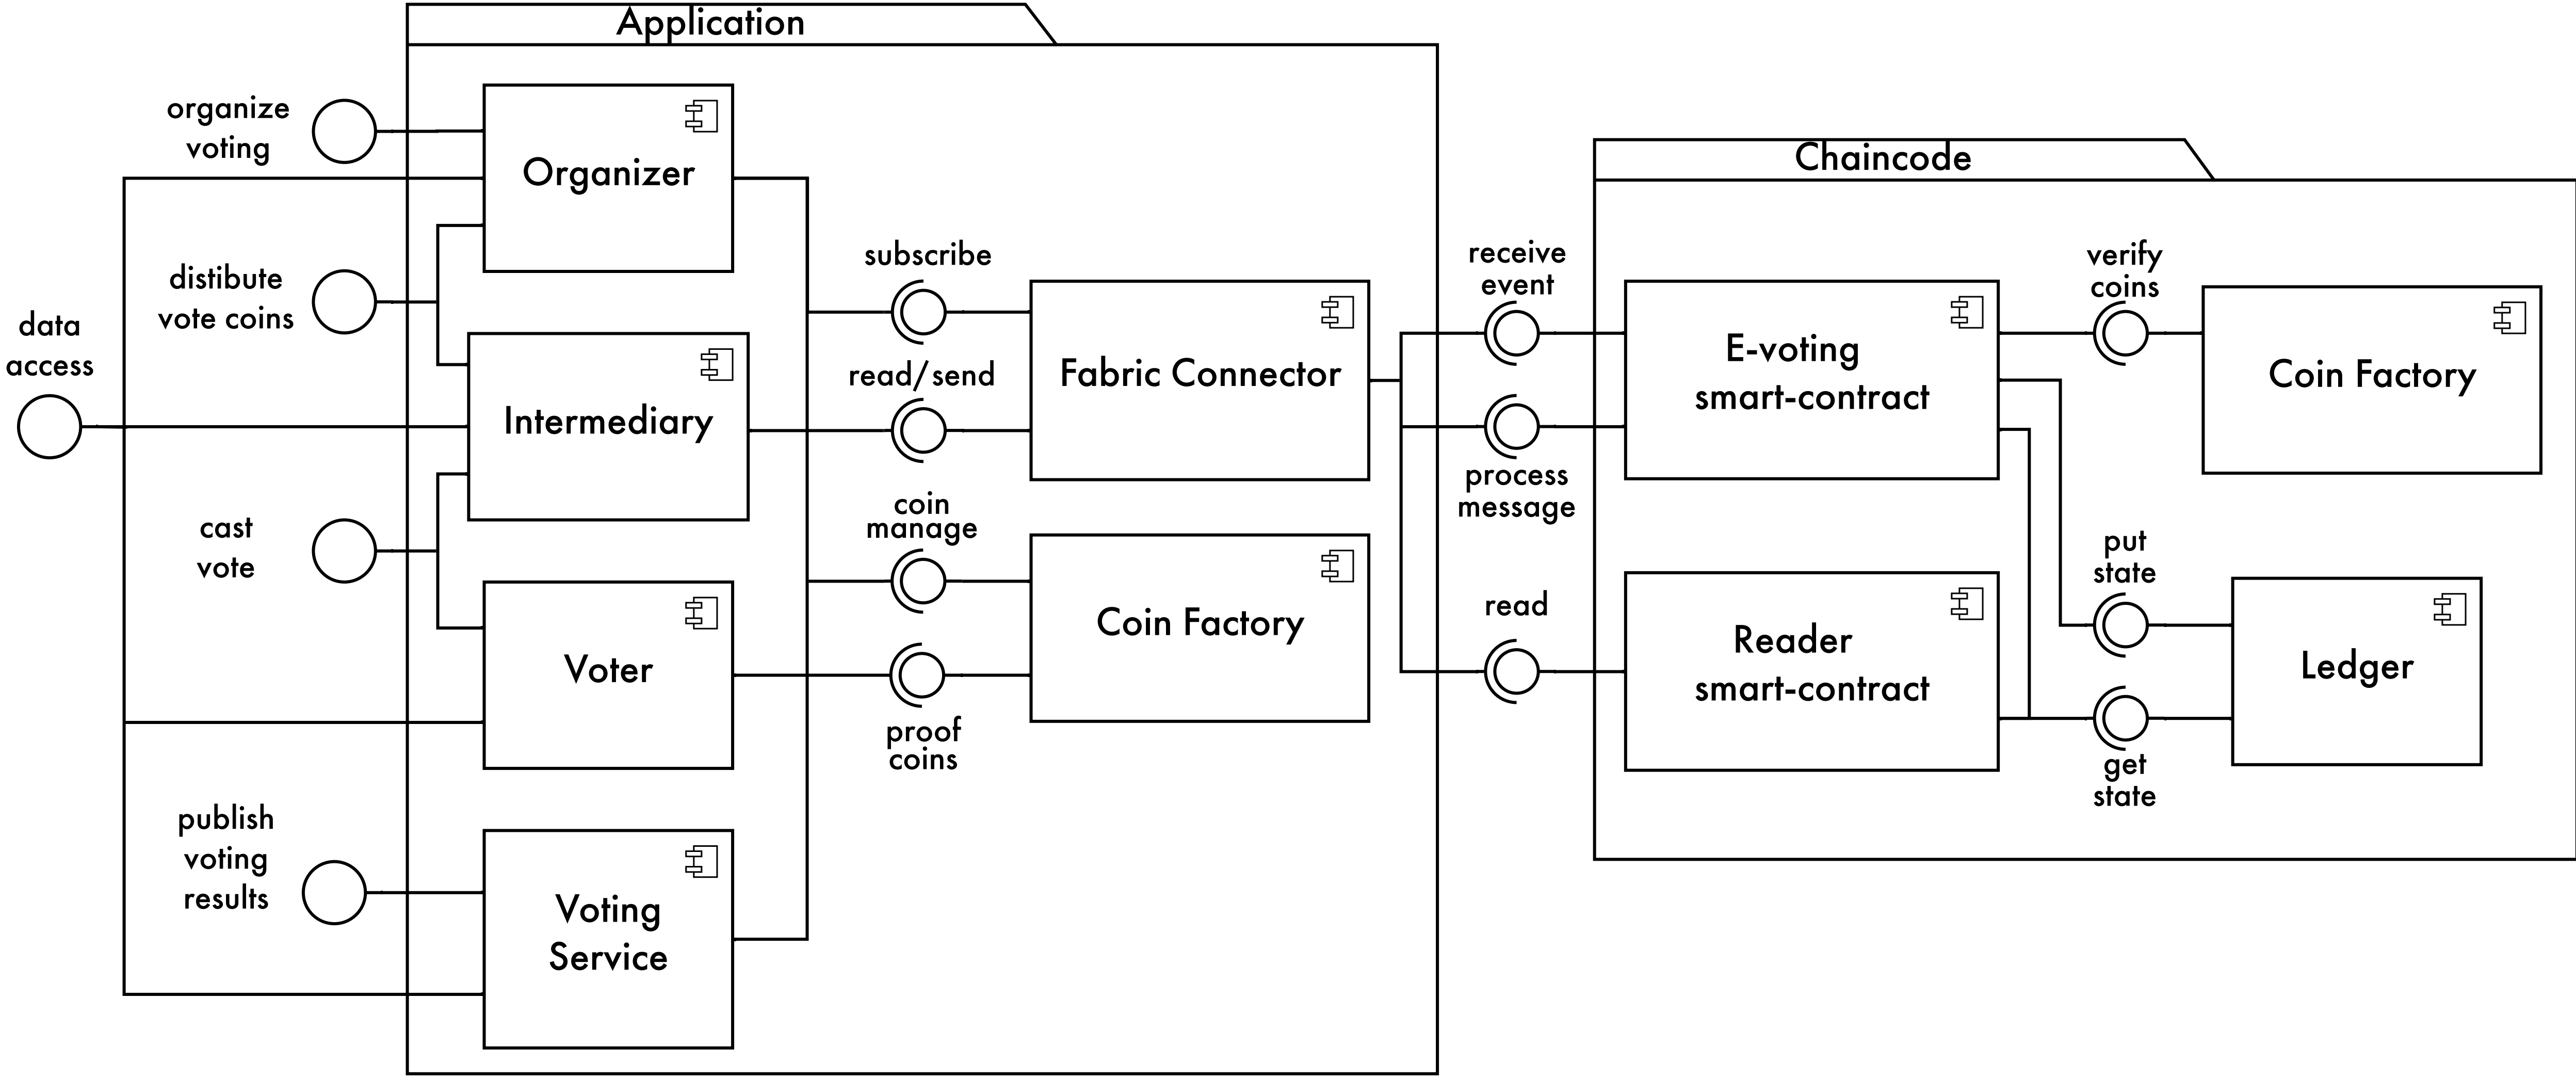 Application
organize
voting
Organizer
Chaincode
distibute
vote coins
data
access
subscribe
read/send
Fabric Connector
receive
event
E-voting
smart-contract
verify
coins
Coin Factory
Intermediary
process
message
cast
vote
coin
manage
Coin Factory
put
state
read
Reader
smart-contract
Ledger
Voter
proof
coins
get
state
publish
voting
results
Voting
Service